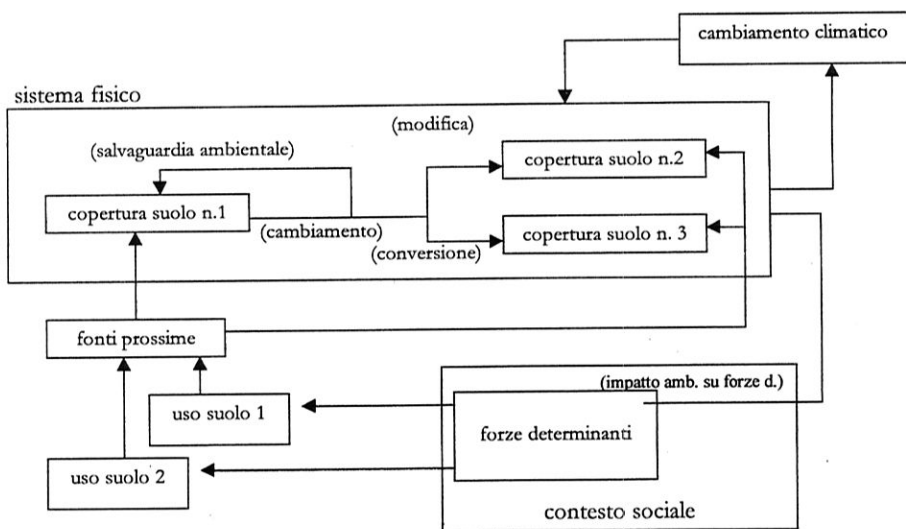 cambiamento climatico
sistema fisico
(modifica)
(salvaguardia ambientale)
copertura suolo n.2
copertura suolo n.1
(cambiamento)
copertura suolo n. 3
(conversione)
fonti prossime
(impatto amb. su forze d.)
uso suolo 1
forze determinanti
uso suolo 2
contesto sociale